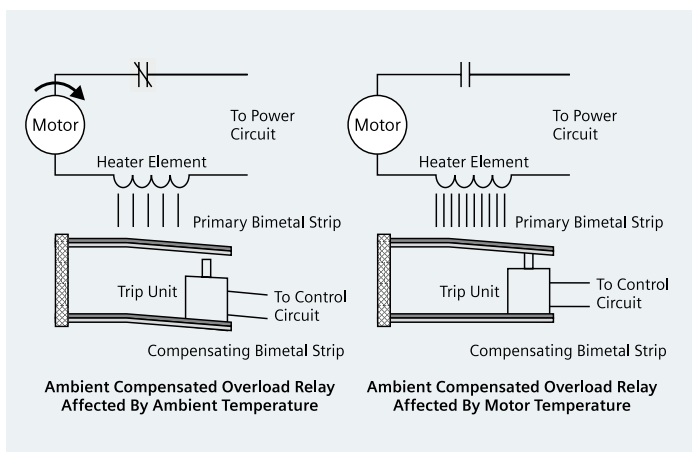 Motor
To Power
Circuit
Heater Element
Primary Bimetal Strip
Trip Unit
To Control
Circuit
Compensating Bimetal Strip
Ambient Compensated Overload Relay
Affected By Ambient Temperature
Motor
To Power
Circuit
Heater Element
Primary Bimetal Strip
Trip Unit
To Control
Circuit
Compensating Bimetal Strip
Ambient Compensated Overload Relay
Affected By Motor Temperature